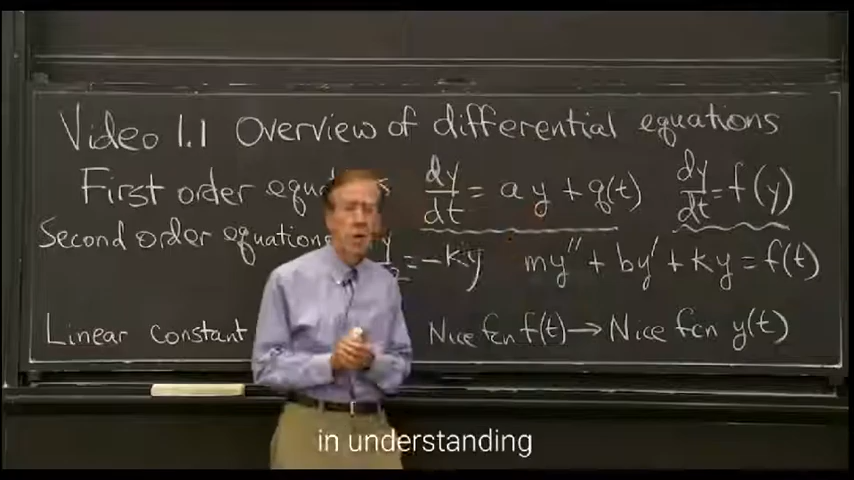 Video 1.1 Overview of differential equations
First order dy/dt = ay + q(t) dy/dt = f(y)
Second order equations = -ky my'' + by' + ky = f(t)
Linear constant Nice fcn f(t) → Nice fcn y(t)
in understanding